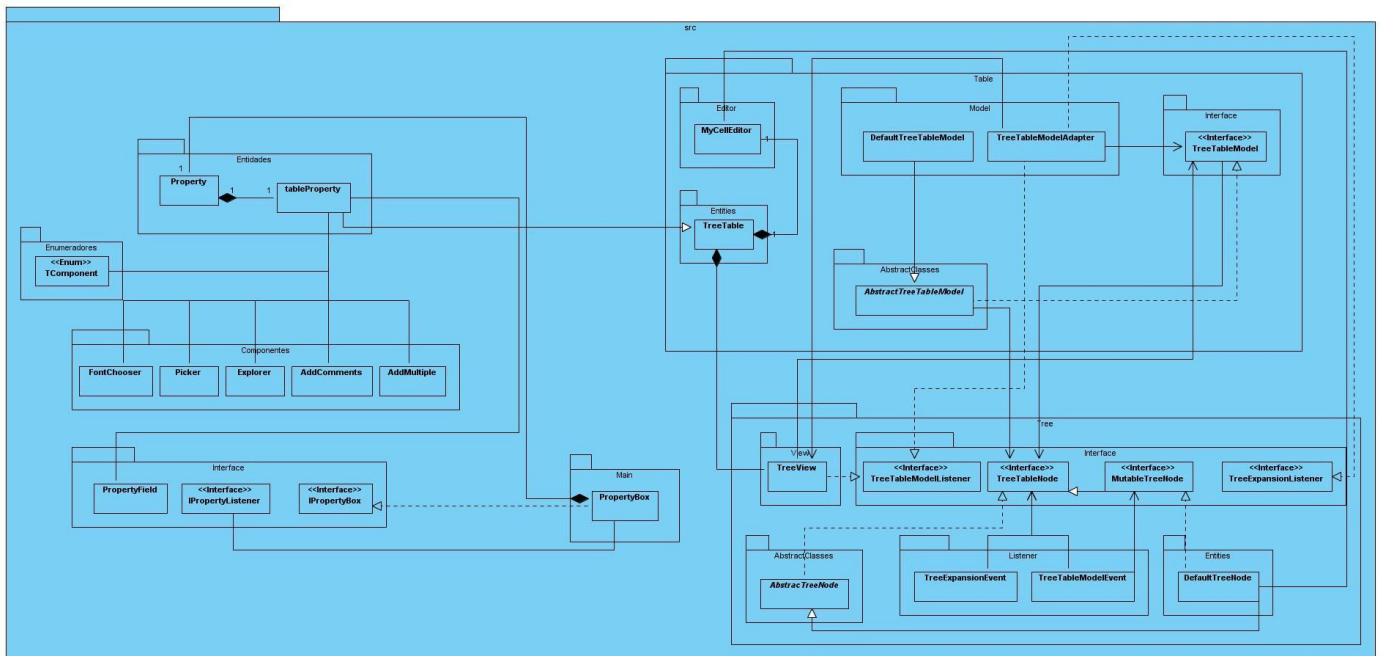 src
Table
Editor
MyCellEditor
1
Model
DefaultTreeTableModel
TreeTableModelAdapter
Interface
<<Interface>>
TreeTableModel
Entidades
1
Property
1
1
tableProperty
Entities
TreeTable
1
Enumeradores
<<Enum>>
TComponent
AbstractClasses
AbstractTreeTableModel
Componentes
FontChooser
Picker
Explorer
AddComments
AddMultiple
Tree
View
TreeView
Interface
<<Interface>>
TreeTableModelListener
<<Interface>>
TreeTableNode
<<Interface>>
MutableTreeNode
<<Interface>>
TreeExpansionListener
Interface
PropertyField
<<Interface>>
IPropertyListener
<<Interface>>
IPropertyBox
Main
PropertyBox
AbstractClasses
AbstracTreeNode
Listener
TreeExpansionEvent
TreeTableModelEvent
Entities
DefaultTreeNode